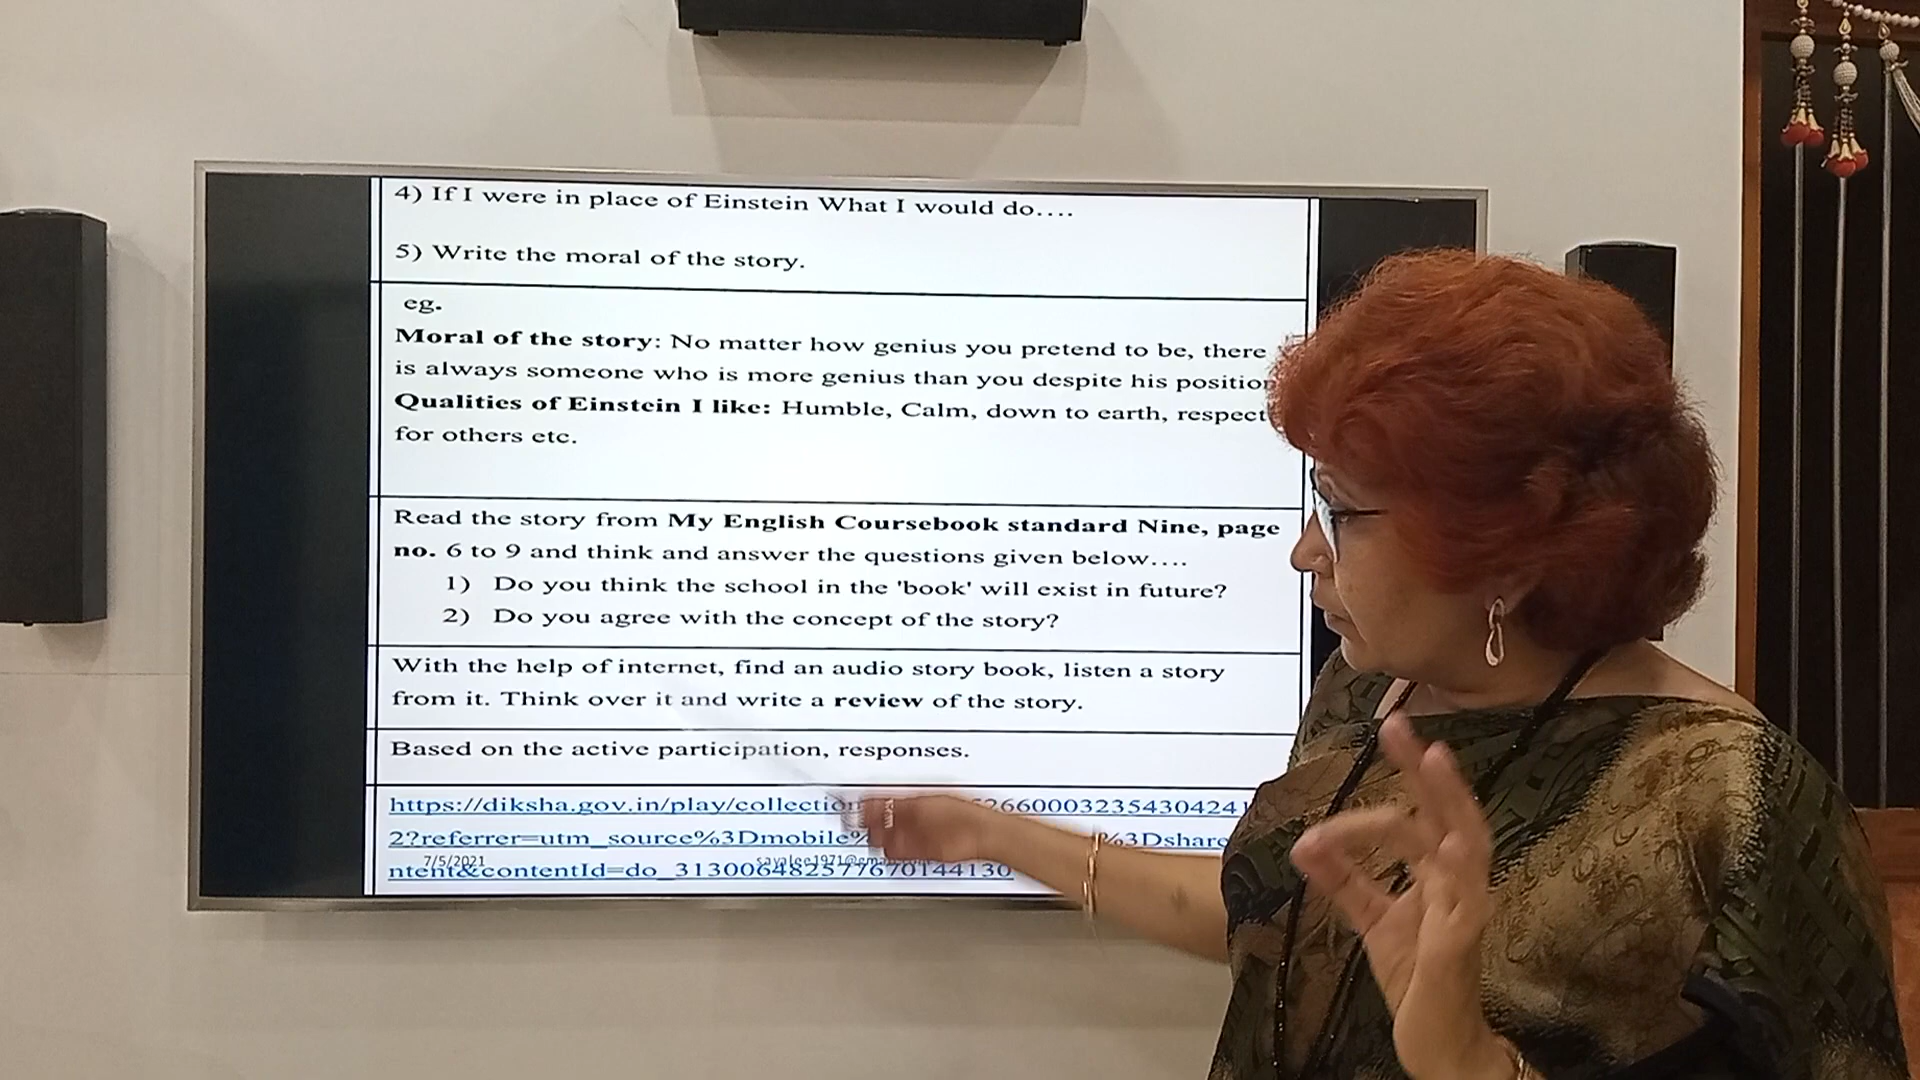 4) If I were in place of Einstein What I would do....
5) Write the moral of the story.
eg.
Moral of the story: No matter how genius you pretend to be, there
is always someone who is more genius than you despite his position
Qualities of Einstein I like: Humble, Calm, down to earth, respect
for others etc.
Read the story from My English Coursebook standard Nine, page
no. 6 to 9 and think and answer the questions given below....
1) Do you think the school in the 'book' will exist in future?
2) Do you agree with the concept of the story?
With the help of internet, find an audio story book, listen a story
from it. Think over it and write a review of the story.
Based on the active participation, responses.
https://diksha.gov.in/play/collection 26600032354304241
2?referrer=utm_source%3Dmobile% %3Dshare
7/5/2021
ntent&contentId=do_31300648257767014413​0